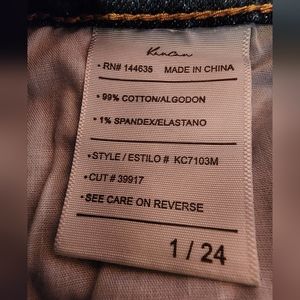 KanCan
• RN# 144635 MADE IN CHINA
• 99% COTTON/ALGODON
• 1% SPANDEX/ELASTANO
• STYLE / ESTILO # KC7103M
• CUT # 39917
• SEE CARE ON REVERSE
1 / 24